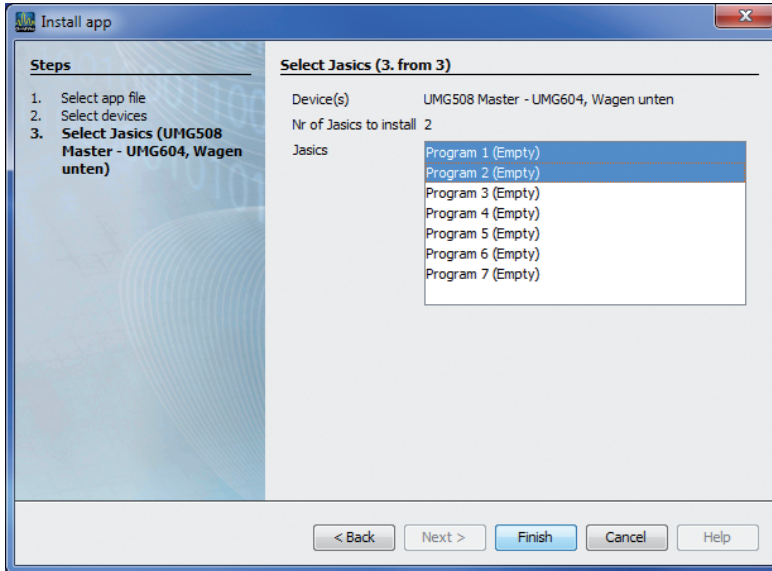 Install app
Steps
1. Select app file
2. Select devices
3. Select Jasics (UMG508
Master - UMG604, Wagen
unten)
Select Jasics (3. from 3)
Device(s) UMG508 Master - UMG604, Wagen unten
Nr of Jasics to install 2
Jasics
Program 1 (Empty)
Program 2 (Empty)
Program 3 (Empty)
Program 4 (Empty)
Program 5 (Empty)
Program 6 (Empty)
Program 7 (Empty)
< Back Next > Finish Cancel Help